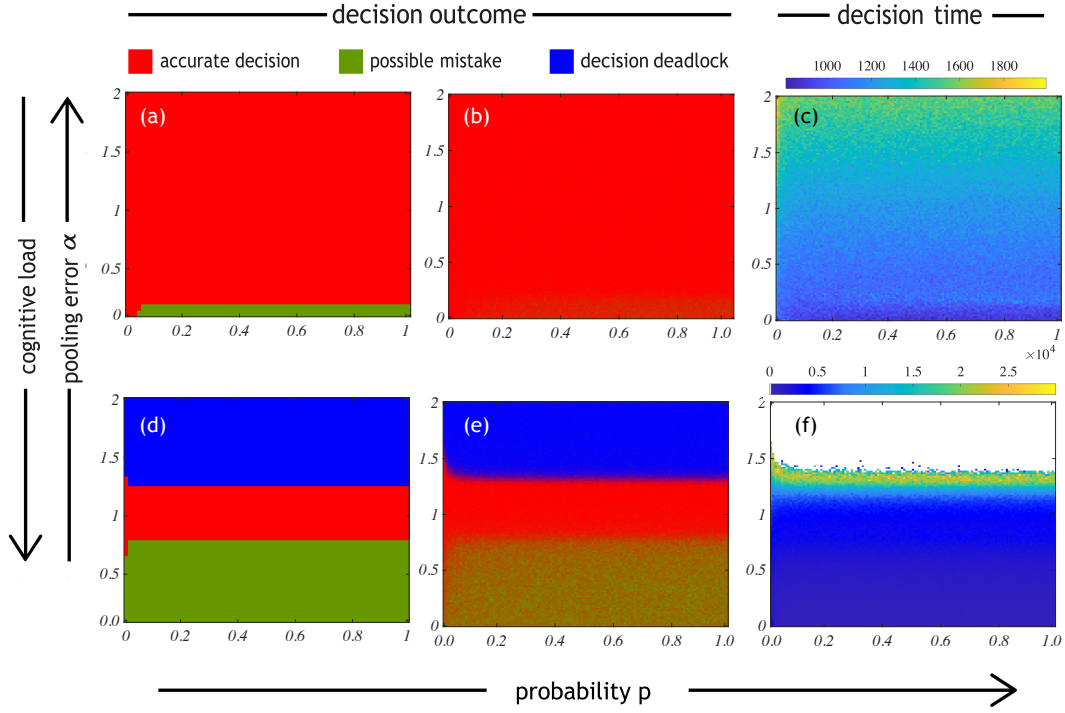 decision outcome
decision time
accurate decision
possible mistake
decision deadlock
1000 1200 1400 1600 1800
cognitive load
pooling error α
(a)
2
1.5
1
0.5
0
0 0.2 0.4 0.6 0.8 1
(b)
2
1.5
1
0.5
0
0 0.2 0.4 0.6 0.8 1
(c)
2
1.5
1
0.5
0
0 0.2 0.4 0.6 0.8 1
×10⁴
0 0.5 1 1.5 2 2.5
(d)
2
1.5
1
0.5
0.0
0 0.2 0.4 0.6 0.8 1
(e)
2
1.5
1
0.5
0
0.0 0.2 0.4 0.6 0.8 1.0
(f)
2
1.5
1
0.5
0
0.0 0.2 0.4 0.6 0.8 1.0
probability p